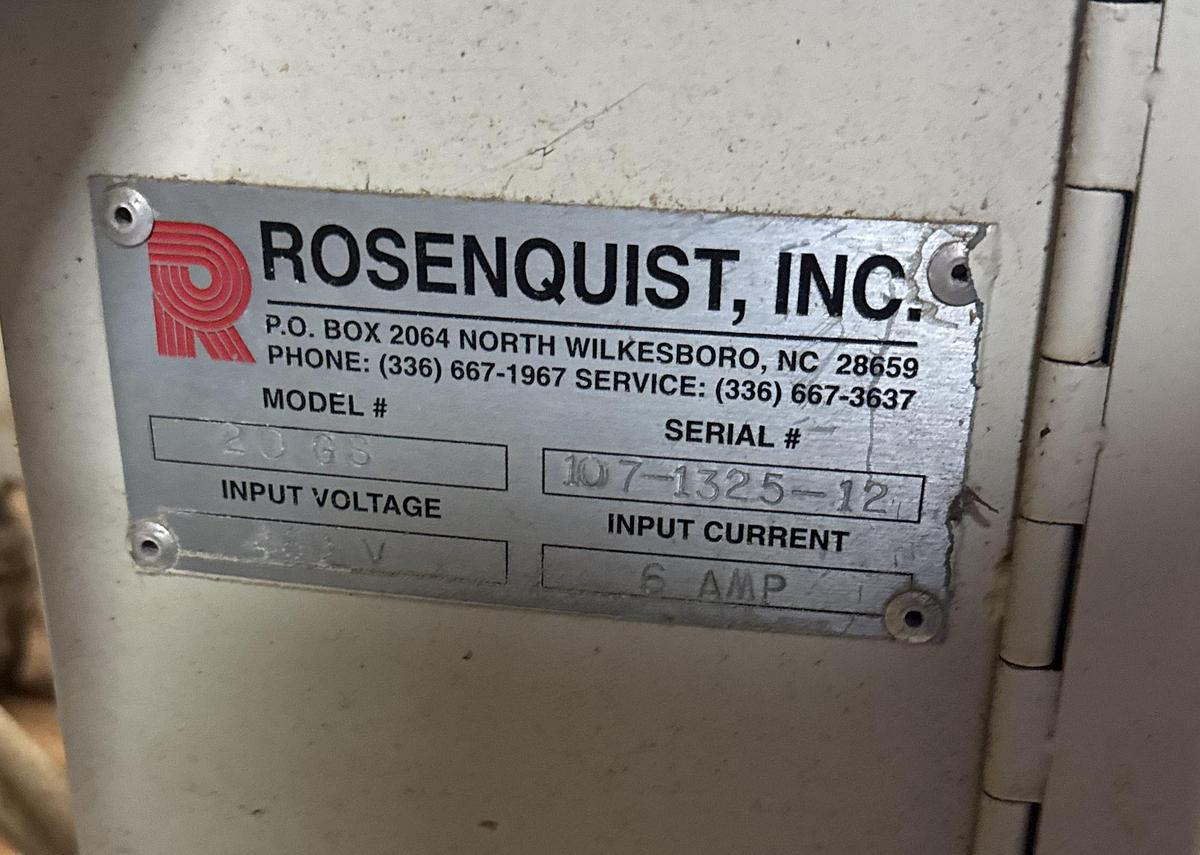 ROSENQUIST, INC.
P.O. BOX 2064 NORTH WILKESBORO, NC 28659
PHONE: (336) 667-1967 SERVICE: (336) 667-3637
MODEL #
20 GS
SERIAL #
107-1325-12
INPUT VOLTAGE
V
INPUT CURRENT
6 AMP